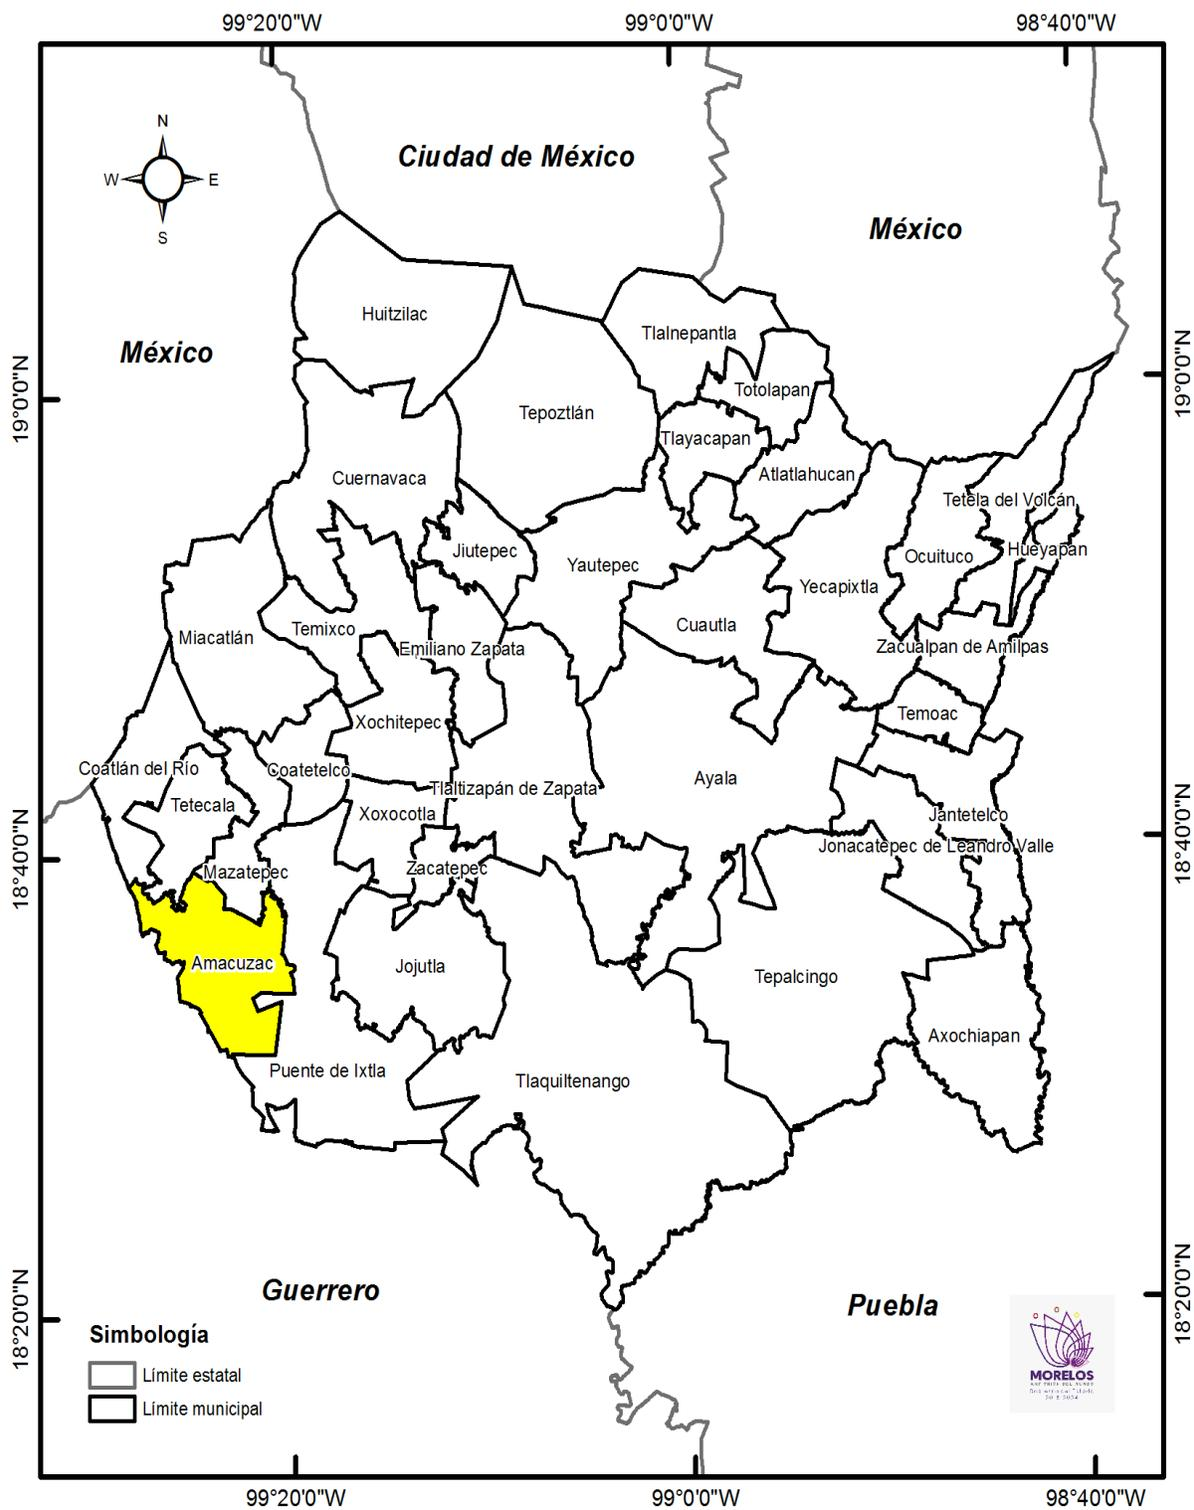 99°20'0"W 99°0'0"W 98°40'0"W
N
W E
S
Ciudad de México
México
México
19°0'0"N
19°0'0"N
Huitzilac
Tlalnepantla
Totolapan
Tepoztlán
Tlayacapan
Atlatlahucan
Cuernavaca
Tetela del Volcán
Jiutepec
Hueyapan
Ocuituco
Yautepec
Yecapixtla
Cuautla
Temixco
Miacatlán
Emiliano Zapata
Zacualpan de Amilpas
Temoac
Xochitepec
Coatlán del Río
Coatetelco
Ayala
Tlaltizapán de Zapata
Tetecala
Xoxocotla
Jantetelco
Jonacatepec de Leandro Valle
18°40'0"N
18°40'0"N
Mazatepec
Zacatepec
Amacuzac
Jojutla
Tepalcingo
Axochiapan
Puente de Ixtla
Tlaquiltenango
Guerrero
Puebla
18°20'0"N
18°20'0"N
Simbología
Límite estatal
Límite municipal
MORELOS
99°20'0"W 99°0'0"W 98°40'0"W